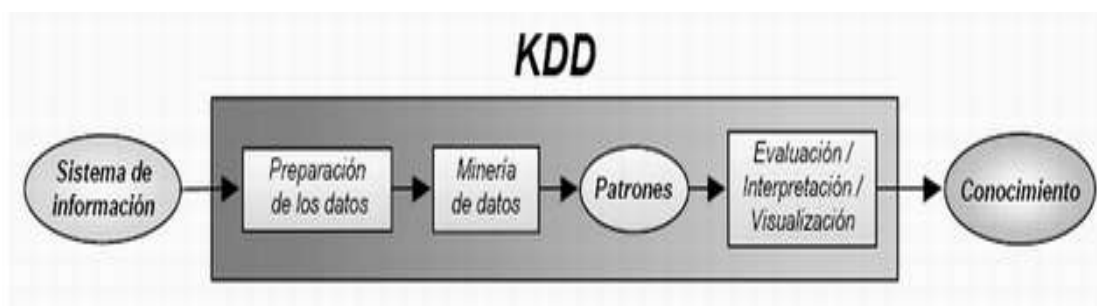 KDD
Sistema de
información
Preparación
de los datos
Minería
de datos
Patrones
Evaluación /
Interpretación /
Visualización
Conocimiento